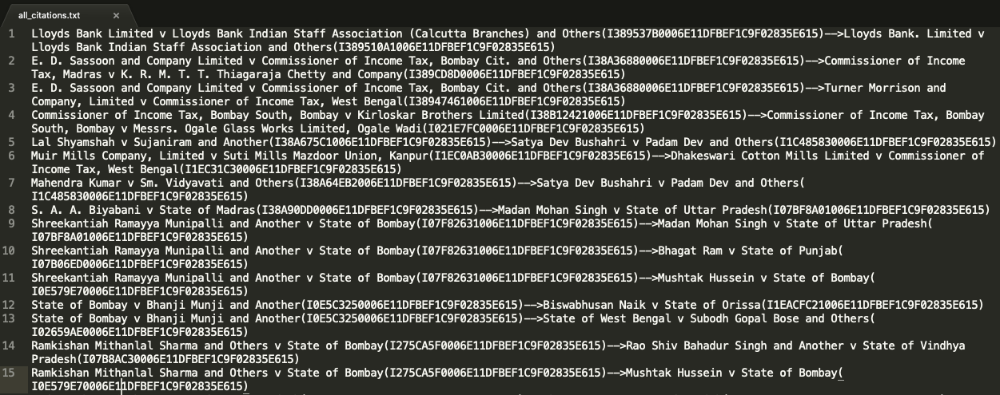 all_citations.txt ×
1 Lloyds Bank Limited v Lloyds Bank Indian Staff Association (Calcutta Branches) and Others(I389537B0006E11DFBEF1C9F02835E615)-->Lloyds Bank. Limited v
Lloyds Bank Indian Staff Association and Others(I389510A1006E11DFBEF1C9F02835E615)
2 E. D. Sassoon and Company Limited v Commissioner of Income Tax, Bombay Cit. and Others(I38A36880006E11DFBEF1C9F02835E615)-->Commissioner of Income
Tax, Madras v K. R. M. T. T. Thiagaraja Chetty and Company(I389CD8D0006E11DFBEF1C9F02835E615)
3 E. D. Sassoon and Company Limited v Commissioner of Income Tax, Bombay Cit. and Others(I38A36880006E11DFBEF1C9F02835E615)-->Turner Morrison and
Company, Limited v Commissioner of Income Tax, West Bengal(I38947461006E11DFBEF1C9F02835E615)
4 Commissioner of Income Tax, Bombay South, Bombay v Kirloskar Brothers Limited(I38B12421006E11DFBEF1C9F02835E615)-->Commissioner of Income Tax, Bombay
South, Bombay v Messrs. Ogale Glass Works Limited, Ogale Wadi(I021E7FC0006E11DFBEF1C9F02835E615)
5 Lal Shyamshah v Sujaniram and Another(I38A675C1006E11DFBEF1C9F02835E615)-->Satya Dev Bushahri v Padam Dev and Others(I1C485830006E11DFBEF1C9F02835E615)
6 Muir Mills Company, Limited v Suti Mills Mazdoor Union, Kanpur(I1EC0AB30006E11DFBEF1C9F02835E615)-->Dhakeswari Cotton Mills Limited v Commissioner of
Income Tax, West Bengal(I1EC31C30006E11DFBEF1C9F02835E615)
7 Mahendra Kumar v Sm. Vidyavati and Others(I38A64EB2006E11DFBEF1C9F02835E615)-->Satya Dev Bushahri v Padam Dev and Others(
I1C485830006E11DFBEF1C9F02835E615)
8 S. A. A. Biyabani v State of Madras(I38A90DD0006E11DFBEF1C9F02835E615)-->Madan Mohan Singh v State of Uttar Pradesh(I07BF8A01006E11DFBEF1C9F02835E615)
9 Shreekantiah Ramayya Munipalli and Another v State of Bombay(I07F82631006E11DFBEF1C9F02835E615)-->Madan Mohan Singh v State of Uttar Pradesh(
I07BF8A01006E11DFBEF1C9F02835E615)
10 Shreekantiah Ramayya Munipalli and Another v State of Bombay(I07F82631006E11DFBEF1C9F02835E615)-->Bhagat Ram v State of Punjab(
I07B06ED0006E11DFBEF1C9F02835E615)
11 Shreekantiah Ramayya Munipalli and Another v State of Bombay(I07F82631006E11DFBEF1C9F02835E615)-->Mushtak Hussein v State of Bombay(
I0E579E70006E11DFBEF1C9F02835E615)
12 State of Bombay v Bhanji Munji and Another(I0E5C3250006E11DFBEF1C9F02835E615)-->Biswabhusan Naik v State of Orissa(I1EACFC21006E11DFBEF1C9F02835E615)
13 State of Bombay v Bhanji Munji and Another(I0E5C3250006E11DFBEF1C9F02835E615)-->State of West Bengal v Subodh Gopal Bose and Others(
I02659AE0006E11DFBEF1C9F02835E615)
14 Ramkishan Mithanlal Sharma and Others v State of Bombay(I275CA5F0006E11DFBEF1C9F02835E615)-->Rao Shiv Bahadur Singh and Another v State of Vindhya
Pradesh(I07B8AC30006E11DFBEF1C9F02835E615)
15 Ramkishan Mithanlal Sharma and Others v State of Bombay(I275CA5F0006E11DFBEF1C9F02835E615)-->Mushtak Hussein v State of Bombay(
I0E579E70006E11DFBEF1C9F02835E615)